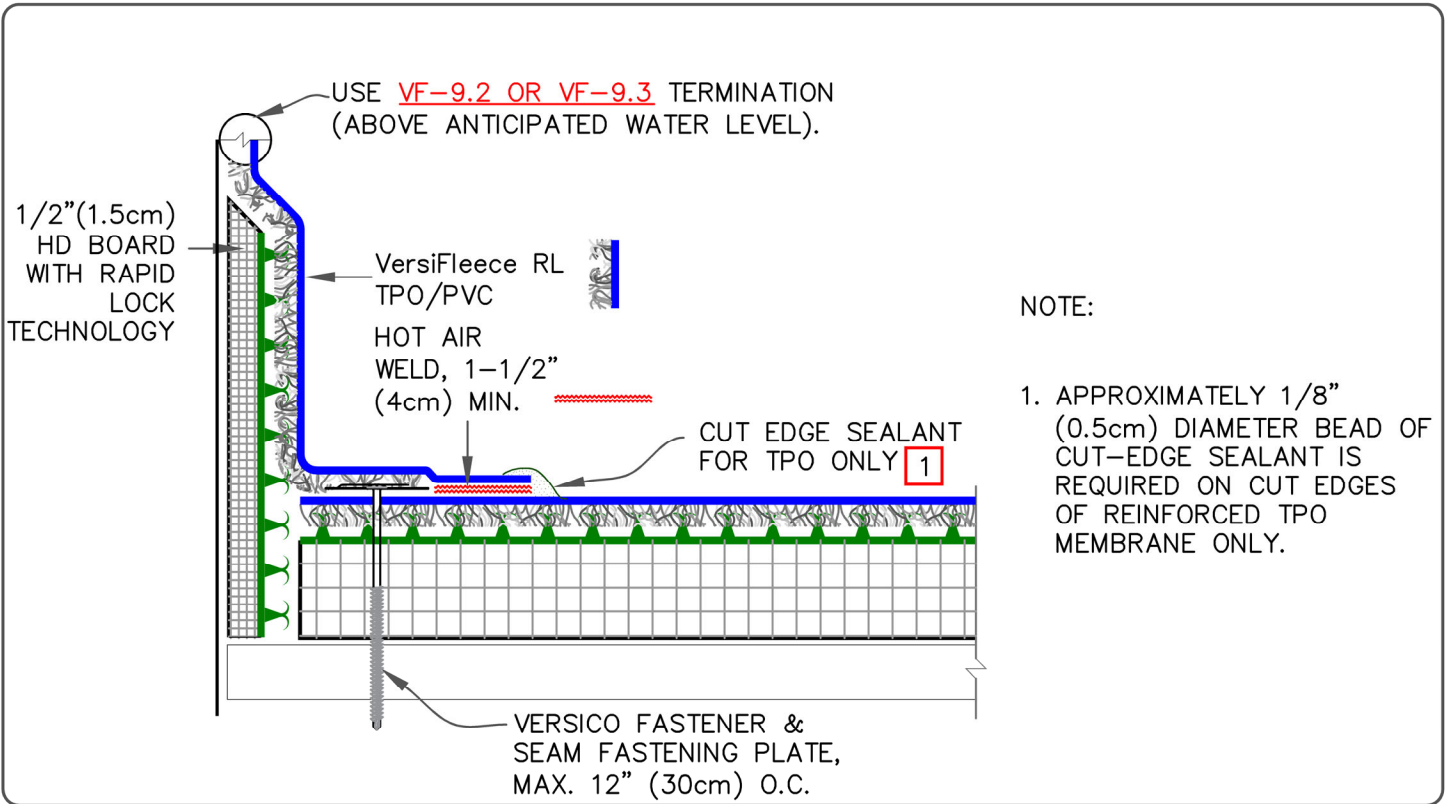 USE VF-9.2 OR VF-9.3 TERMINATION
(ABOVE ANTICIPATED WATER LEVEL).
1/2"(1.5cm)
HD BOARD
WITH RAPID
LOCK
TECHNOLOGY
VersiFleece RL
TPO/PVC
HOT AIR
WELD, 1-1/2"
(4cm) MIN.
CUT EDGE SEALANT
FOR TPO ONLY 1
VERSICO FASTENER &
SEAM FASTENING PLATE,
MAX. 12" (30cm) O.C.
NOTE:
1. APPROXIMATELY 1/8"
(0.5cm) DIAMETER BEAD OF
CUT-EDGE SEALANT IS
REQUIRED ON CUT EDGES
OF REINFORCED TPO
MEMBRANE ONLY.